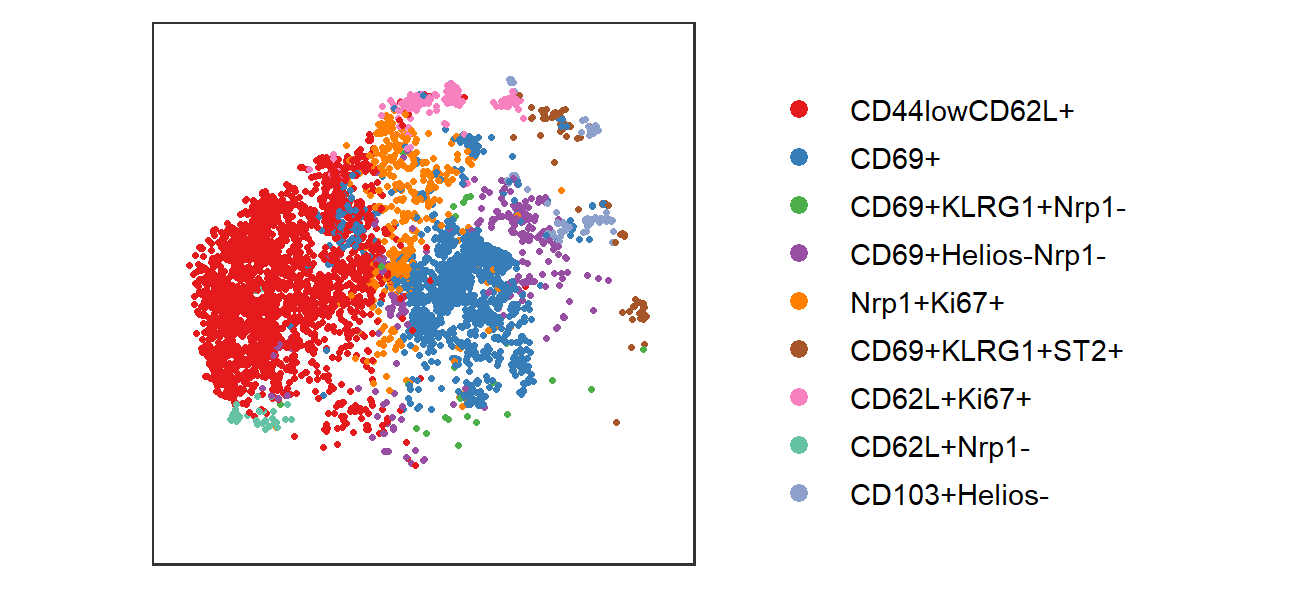 CD44lowCD62L+
CD69+
CD69+KLRG1+Nrp1-
CD69+Helios-Nrp1-
Nrp1+Ki67+
CD69+KLRG1+ST2+
CD62L+Ki67+
CD62L+Nrp1-
CD103+Helios-